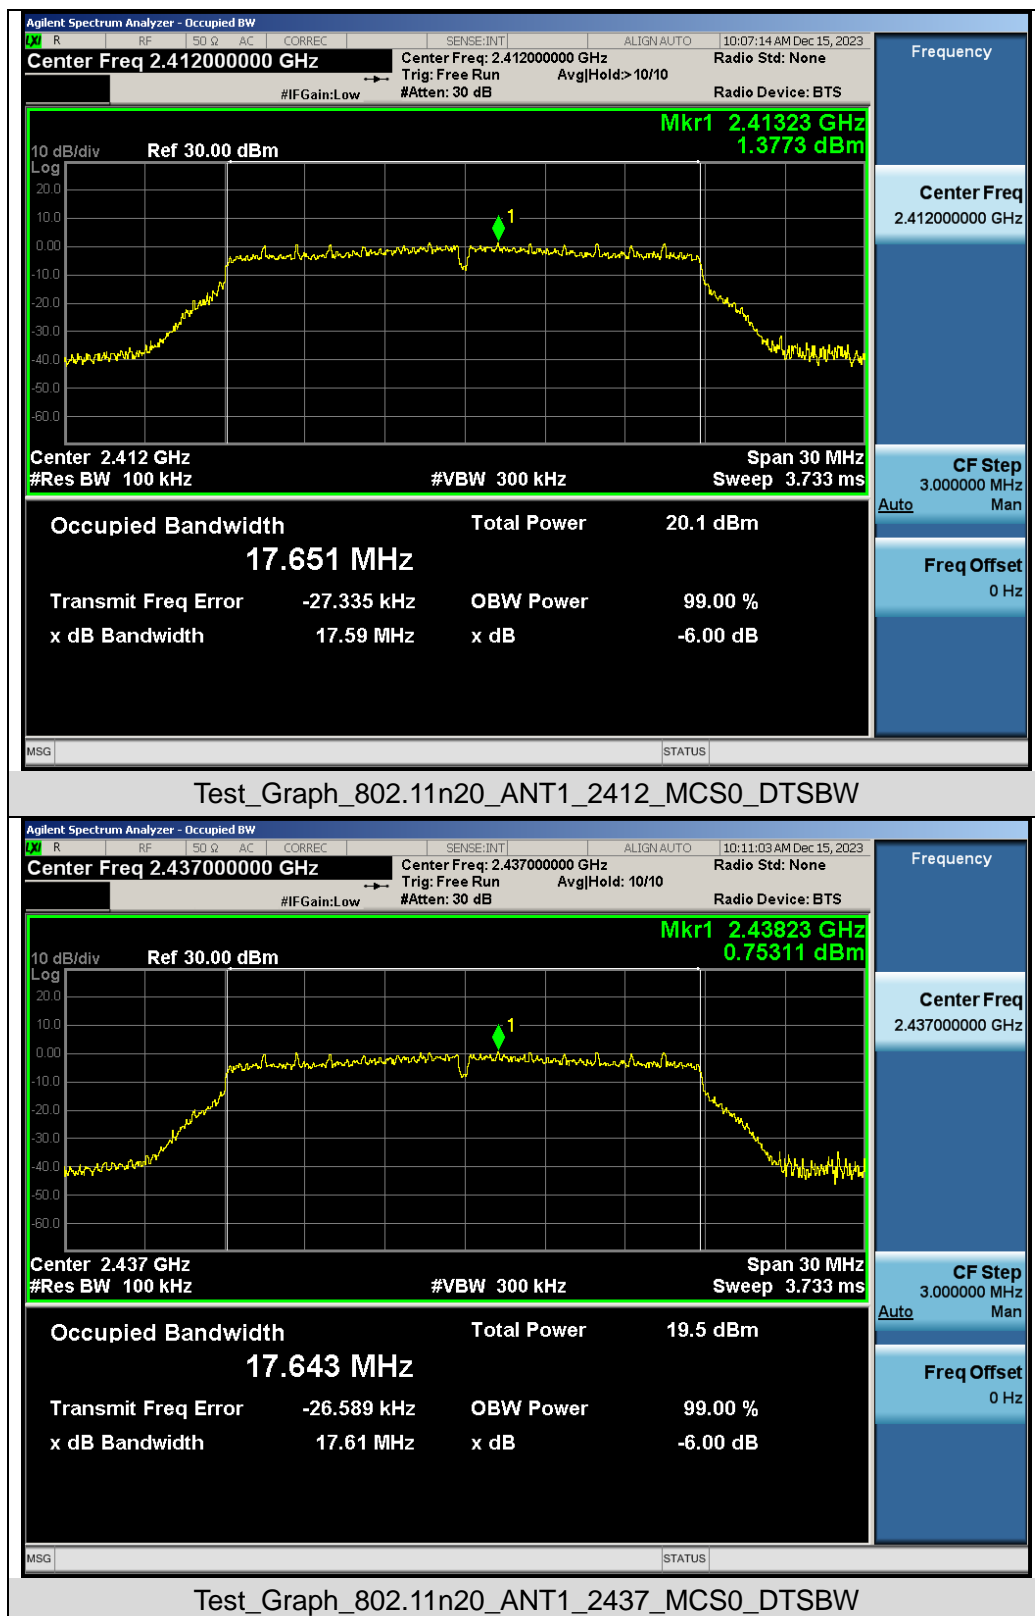 Agilent Spectrum Analyzer - Occupied BW
LXI R RF 50 Ω AC CORREC SENSE:INT ALIGN AUTO 10:07:14 AM Dec 15, 2023
Center Freq 2.412000000 GHz
Center Freq: 2.412000000 GHz
Radio Std: None
Trig: Free Run Avg|Hold:> 10/10
#IFGain:Low
#Atten: 30 dB
Radio Device: BTS
Frequency
Mkr1 2.41323 GHz
1.3773 dBm
10 dB/div Ref 30.00 dBm
Log
20.0
10.0
0.00
-10.0
-20.0
-30.0
-40.0
-50.0
-60.0
1
Center 2.412 GHz
Span 30 MHz
#Res BW 100 kHz
#VBW 300 kHz
Sweep 3.733 ms
Center Freq
2.412000000 GHz
CF Step
3.000000 MHz
Auto Man
Freq Offset
0 Hz
Occupied Bandwidth
17.651 MHz
Total Power 20.1 dBm
Transmit Freq Error -27.335 kHz
OBW Power 99.00 %
x dB Bandwidth 17.59 MHz
x dB -6.00 dB
MSG STATUS
Test_Graph_802.11n20_ANT1_2412_MCS0_DTSBW
Agilent Spectrum Analyzer - Occupied BW
LXI R RF 50 Ω AC CORREC SENSE:INT ALIGN AUTO 10:11:03 AM Dec 15, 2023
Center Freq 2.437000000 GHz
Center Freq: 2.437000000 GHz
Radio Std: None
Trig: Free Run Avg|Hold: 10/10
#IFGain:Low
#Atten: 30 dB
Radio Device: BTS
Frequency
Mkr1 2.43823 GHz
0.75311 dBm
10 dB/div Ref 30.00 dBm
Log
20.0
10.0
0.00
-10.0
-20.0
-30.0
-40.0
-50.0
-60.0
1
Center 2.437 GHz
Span 30 MHz
#Res BW 100 kHz
#VBW 300 kHz
Sweep 3.733 ms
Center Freq
2.437000000 GHz
CF Step
3.000000 MHz
Auto Man
Freq Offset
0 Hz
Occupied Bandwidth
17.643 MHz
Total Power 19.5 dBm
Transmit Freq Error -26.589 kHz
OBW Power 99.00 %
x dB Bandwidth 17.61 MHz
x dB -6.00 dB
MSG STATUS
Test_Graph_802.11n20_ANT1_2437_MCS0_DTSBW